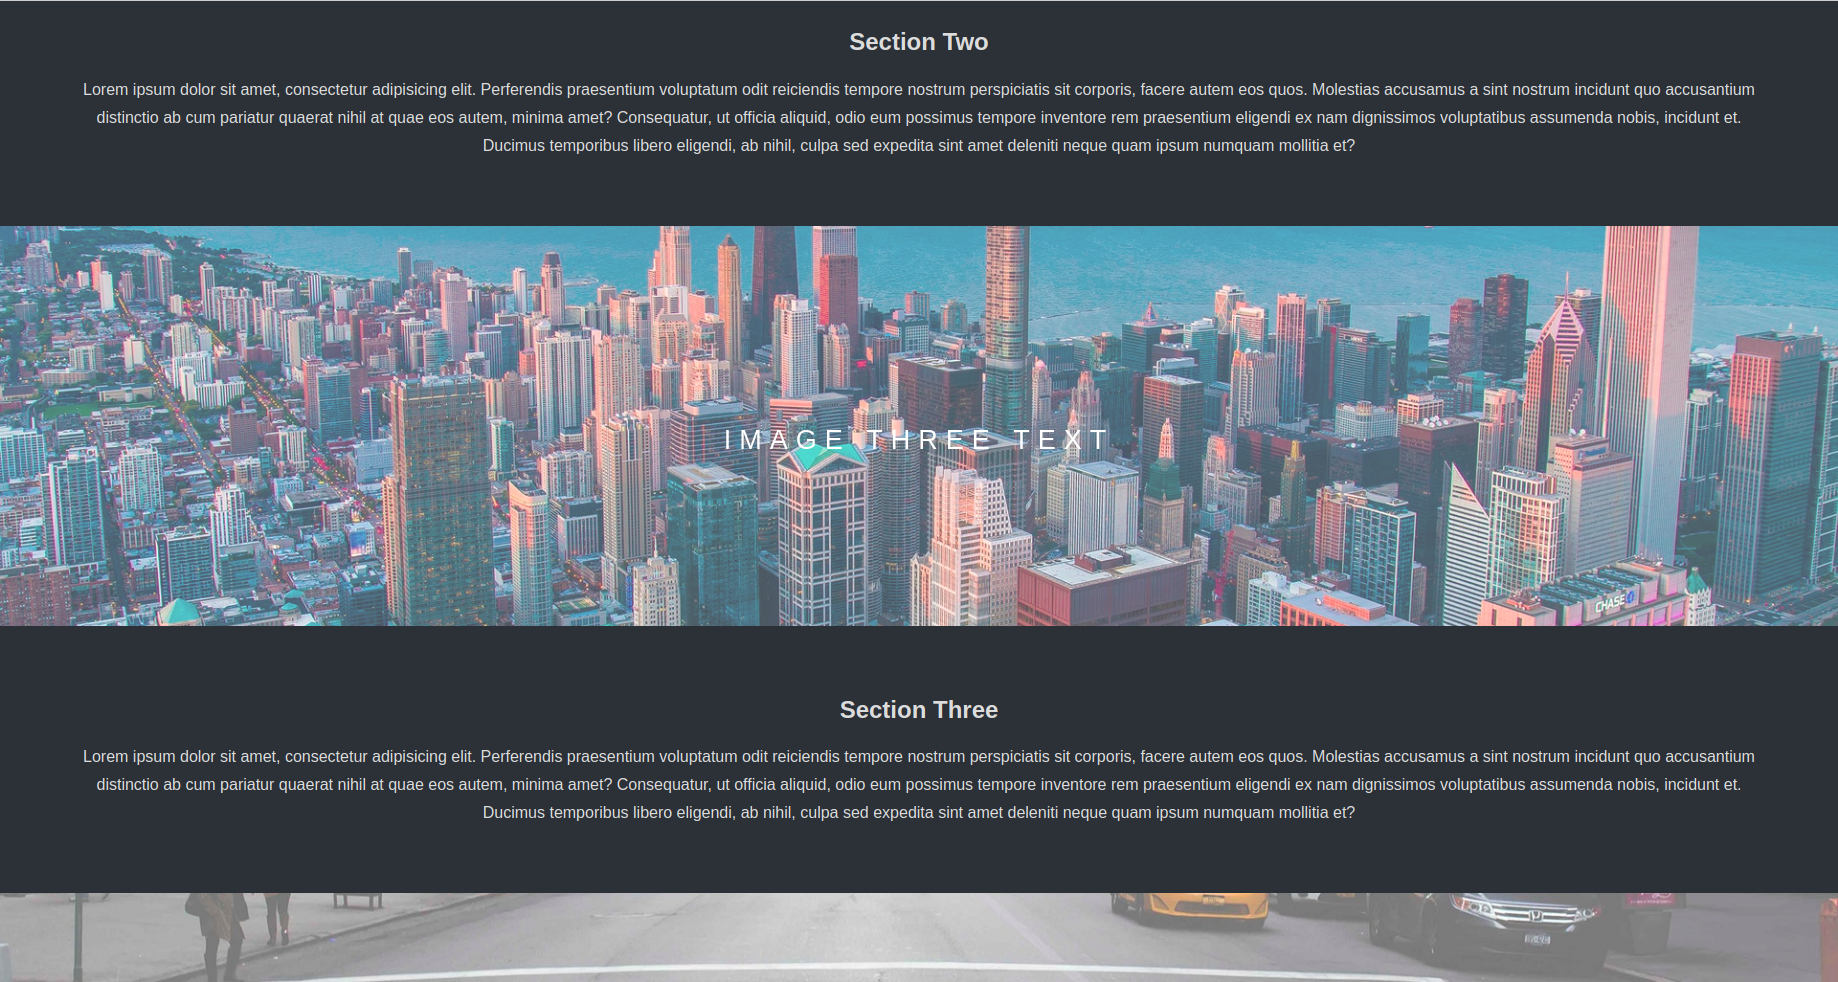 Section Two
Lorem ipsum dolor sit amet, consectetur adipisicing elit. Perferendis praesentium voluptatum odit reiciendis tempore nostrum perspiciatis sit corporis, facere autem eos quos. Molestias accusamus a sint nostrum incidunt quo accusantium
distinctio ab cum pariatur quaerat nihil at quae eos autem, minima amet? Consequatur, ut officia aliquid, odio eum possimus tempore inventore rem praesentium eligendi ex nam dignissimos voluptatibus assumenda nobis, incidunt et.
Ducimus temporibus libero eligendi, ab nihil, culpa sed expedita sint amet deleniti neque quam ipsum numquam mollitia et?
IMAGE THREE TEXT
CHASE
Section Three
Lorem ipsum dolor sit amet, consectetur adipisicing elit. Perferendis praesentium voluptatum odit reiciendis tempore nostrum perspiciatis sit corporis, facere autem eos quos. Molestias accusamus a sint nostrum incidunt quo accusantium
distinctio ab cum pariatur quaerat nihil at quae eos autem, minima amet? Consequatur, ut officia aliquid, odio eum possimus tempore inventore rem praesentium eligendi ex nam dignissimos voluptatibus assumenda nobis, incidunt et.
Ducimus temporibus libero eligendi, ab nihil, culpa sed expedita sint amet deleniti neque quam ipsum numquam mollitia et?